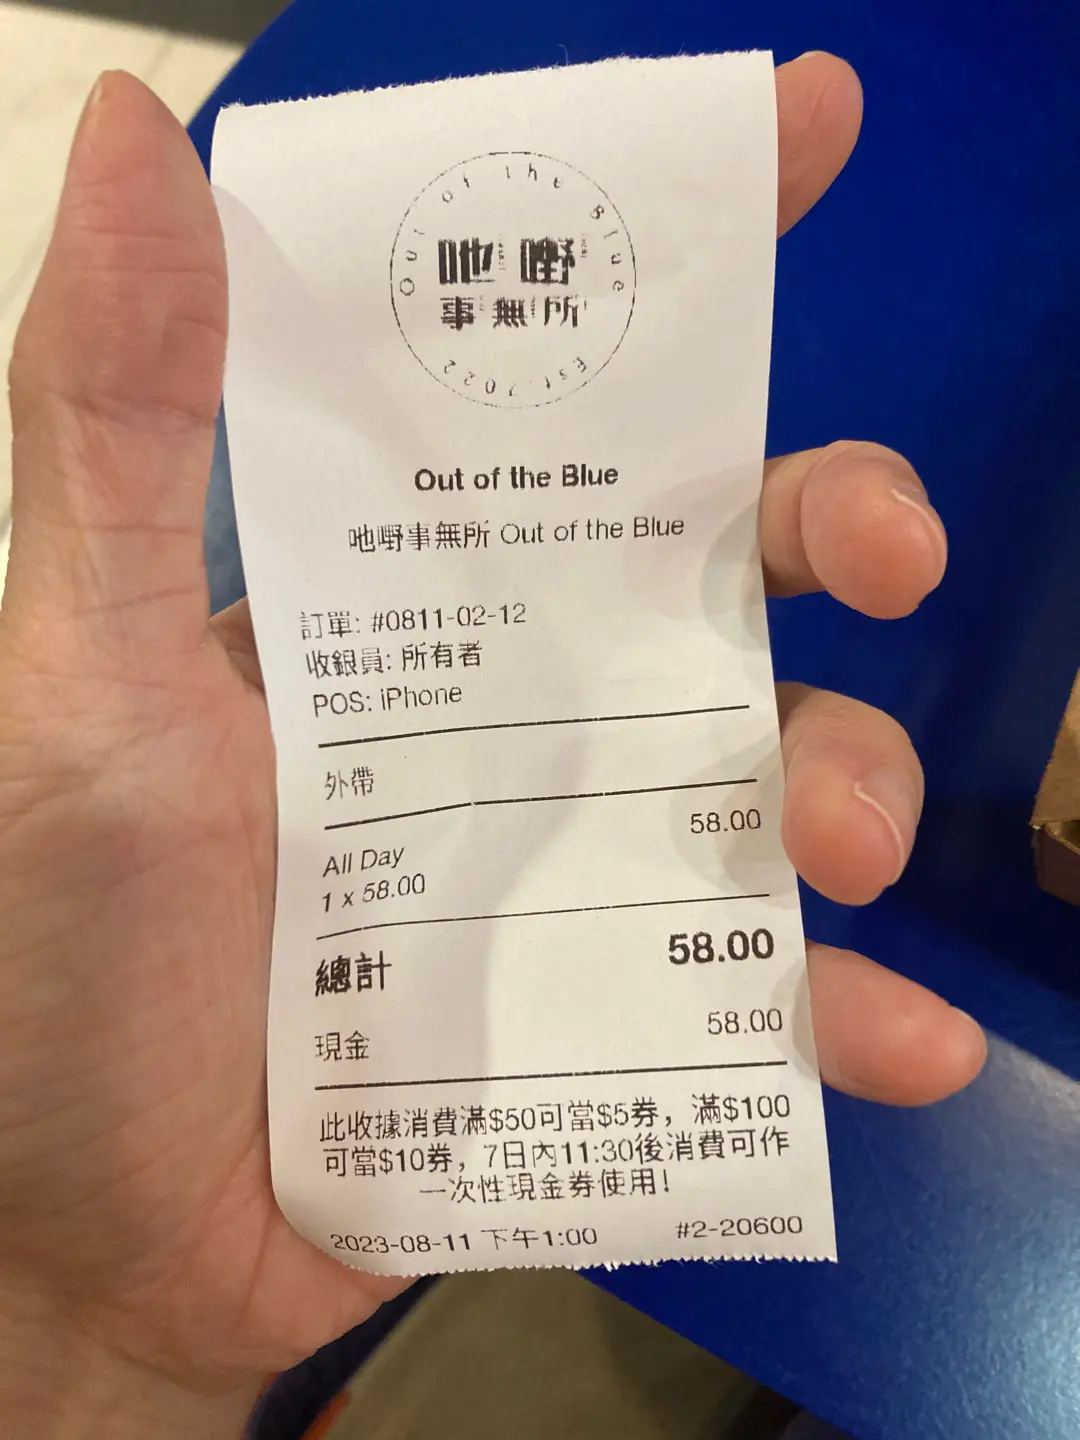 Out of the Blue
吔嘢
事無所
Est.2022
Out of the Blue
吔嘢事無所 Out of the Blue
訂單: #0811-02-12
收銀員: 所有者
POS: iPhone
外帶
58.00
All Day
1 x 58.00
總計 58.00
現金 58.00
此收據消費滿$50可當$5券，滿$100
可當$10券，7日內11:30後消費可作
一次性現金券使用！
2023-08-11 下午1:00 #2-20600